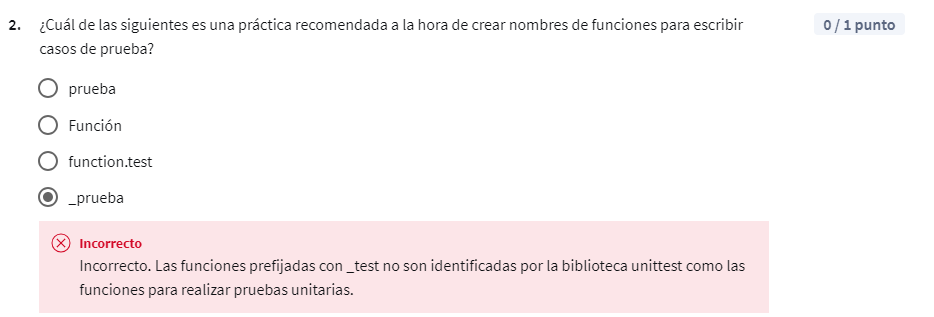 2. ¿Cuál de las siguientes es una práctica recomendada a la hora de crear nombres de funciones para escribir
casos de prueba?
0 / 1 punto
prueba
Función
function.test
_prueba
Incorrecto
Incorrecto. Las funciones prefijadas con _test no son identificadas por la biblioteca unittest como las
funciones para realizar pruebas unitarias.